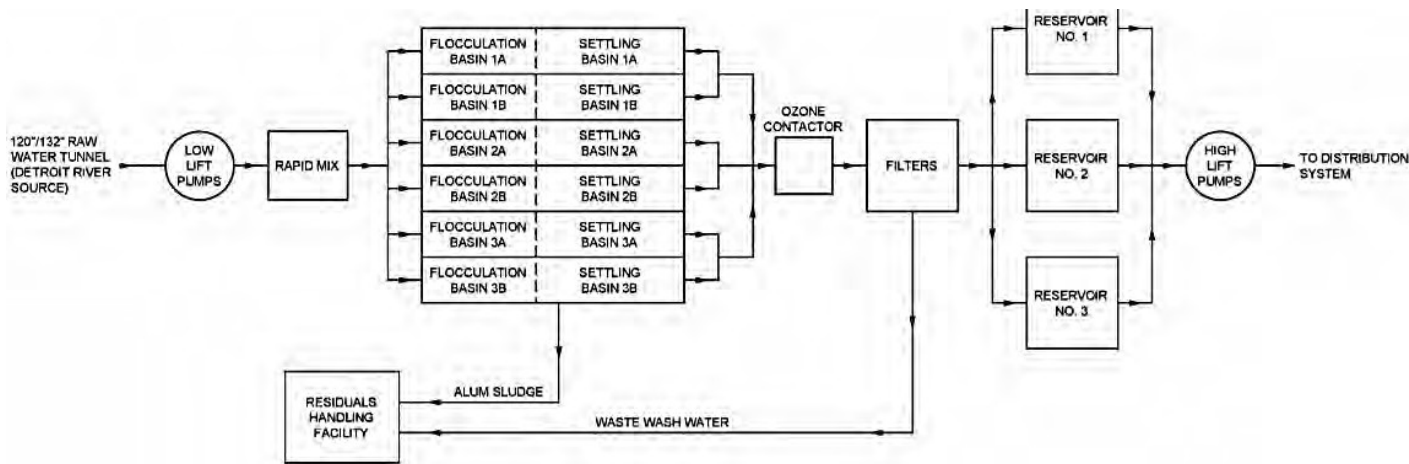 120"/132" RAW
WATER TUNNEL
(DETROIT RIVER
SOURCE)
LOW
LIFT
PUMPS
RAPID MIX
FLOCCULATION
BASIN 1A
SETTLING
BASIN 1A
FLOCCULATION
BASIN 1B
SETTLING
BASIN 1B
FLOCCULATION
BASIN 2A
SETTLING
BASIN 2A
FLOCCULATION
BASIN 2B
SETTLING
BASIN 2B
FLOCCULATION
BASIN 3A
SETTLING
BASIN 3A
FLOCCULATION
BASIN 3B
SETTLING
BASIN 3B
OZONE
CONTACTOR
FILTERS
RESERVOIR
NO. 1
RESERVOIR
NO. 2
RESERVOIR
NO. 3
HIGH
LIFT
PUMPS
TO DISTRIBUTION
SYSTEM
ALUM SLUDGE
WASTE WASH WATER
RESIDUALS
HANDLING
FACILITY